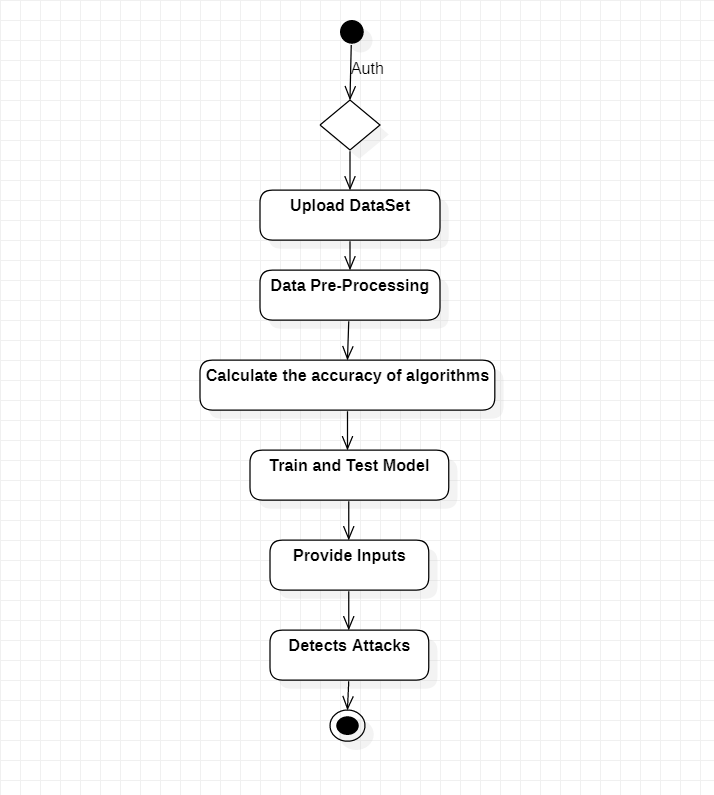 Auth
Upload DataSet
Data Pre-Processing
Calculate the accuracy of algorithms
Train and Test Model
Provide Inputs
Detects Attacks